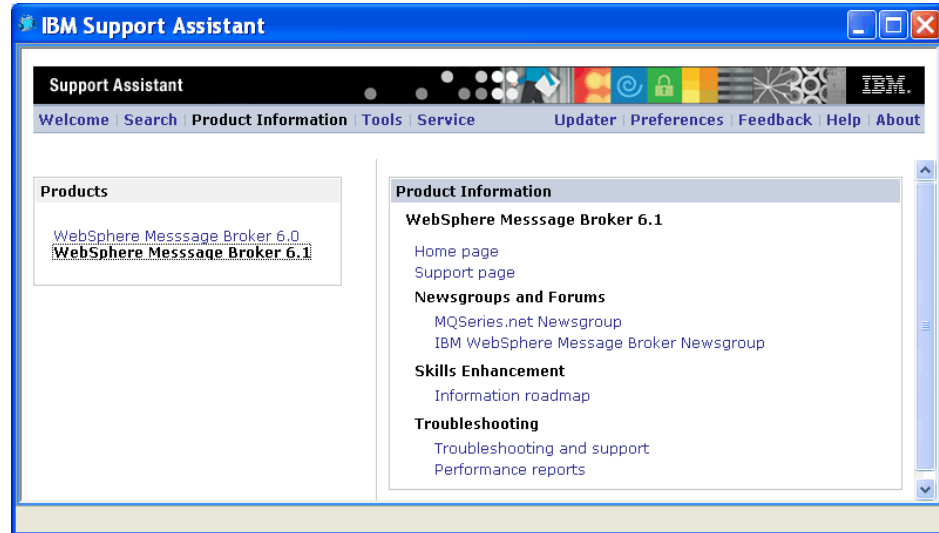 IBM Support Assistant
Support Assistant
IBM.
Welcome | Search | Product Information | Tools | Service Updater | Preferences | Feedback | Help | About
Products
WebSphere Messsage Broker 6.0
WebSphere Messsage Broker 6.1
Product Information
WebSphere Messsage Broker 6.1
Home page
Support page
Newsgroups and Forums
MQSeries.net Newsgroup
IBM WebSphere Message Broker Newsgroup
Skills Enhancement
Information roadmap
Troubleshooting
Troubleshooting and support
Performance reports